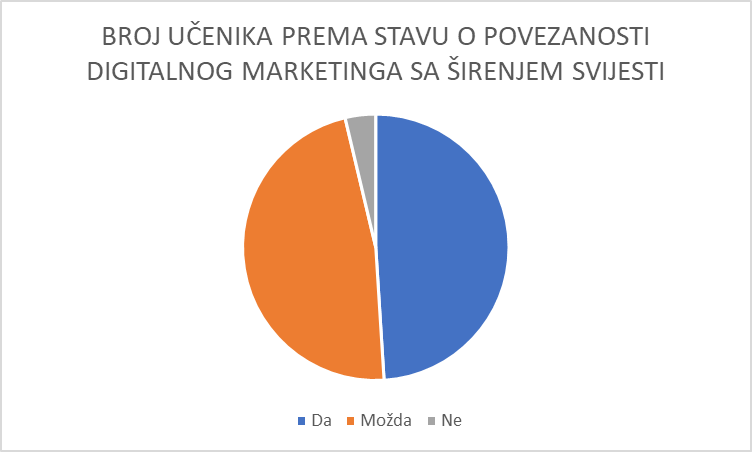 BROJ UČENIKA PREMA STAVU O POVEZANOSTI
DIGITALNOG MARKETINGA SA ŠIRENJEM SVIJESTI
Da Možda Ne